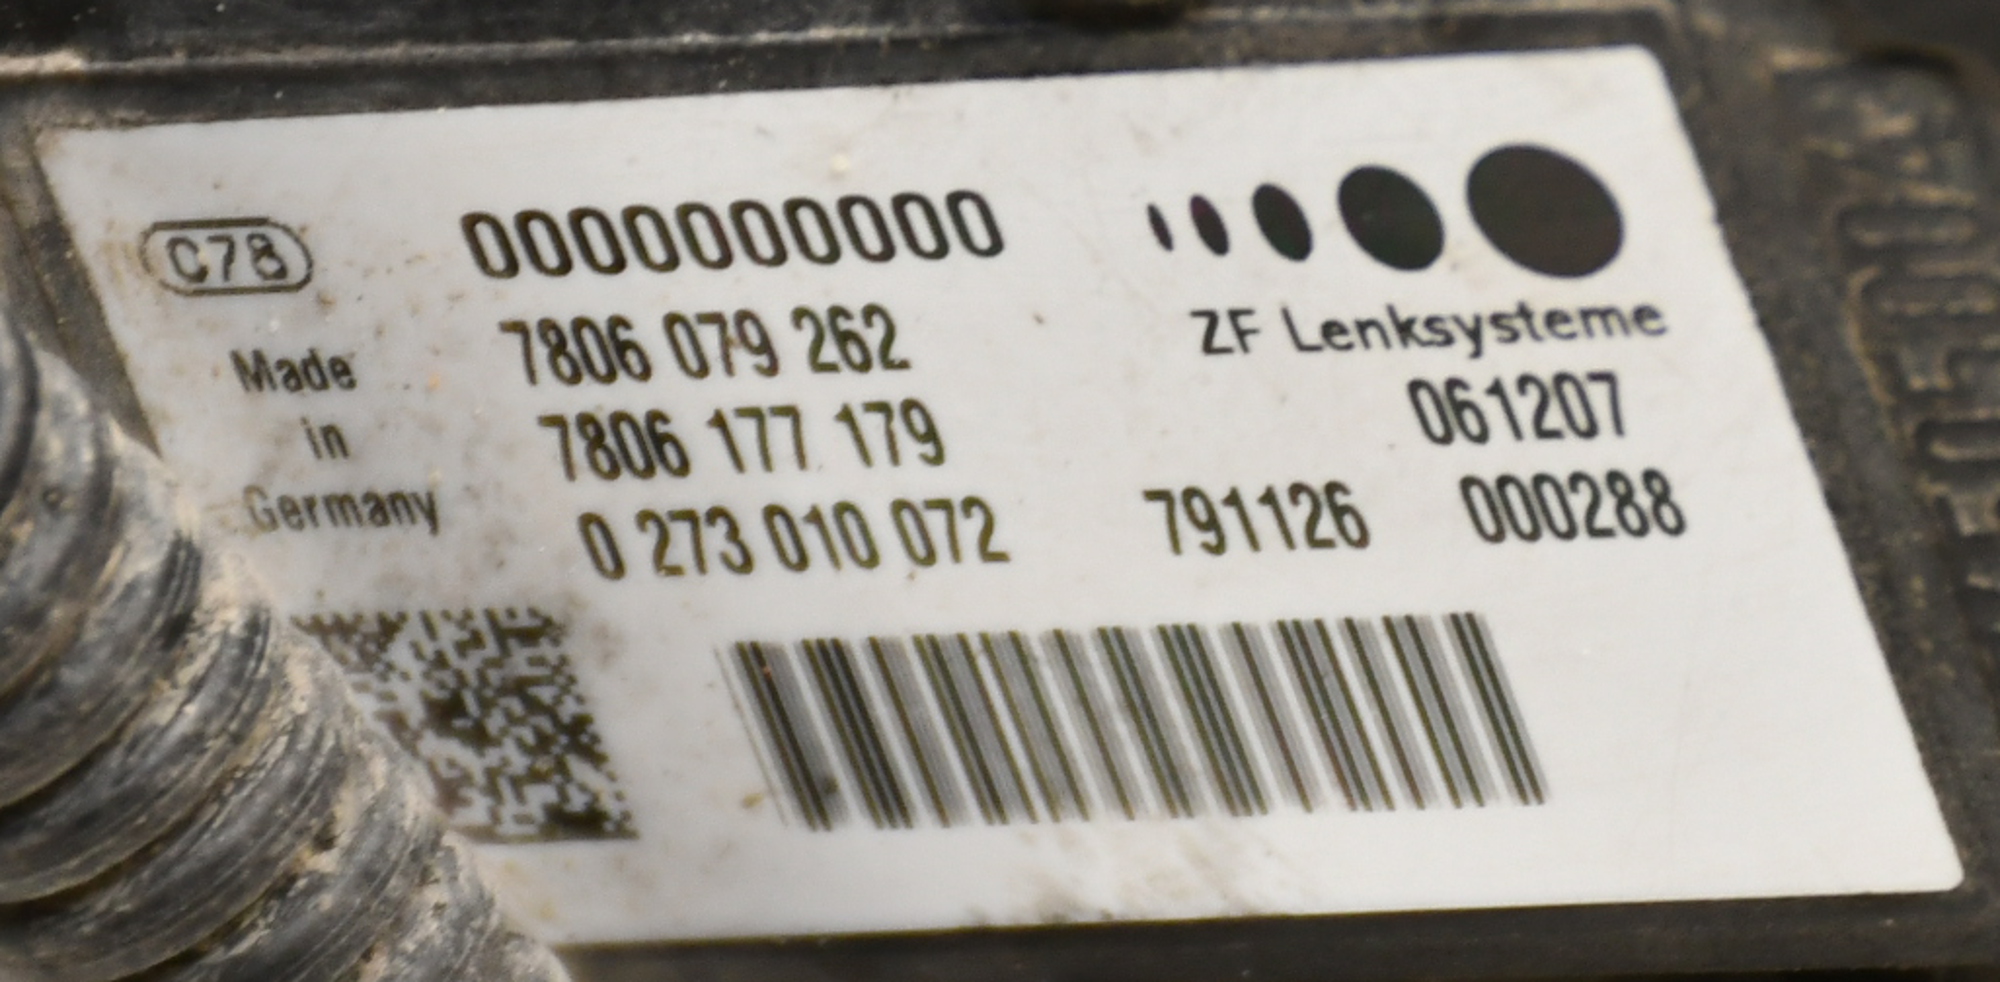 C78
0000000000
Made
in
Germany
7806 079 262
7806 177 179
0 273 010 072
ZF Lenksysteme
061207
791126 000288